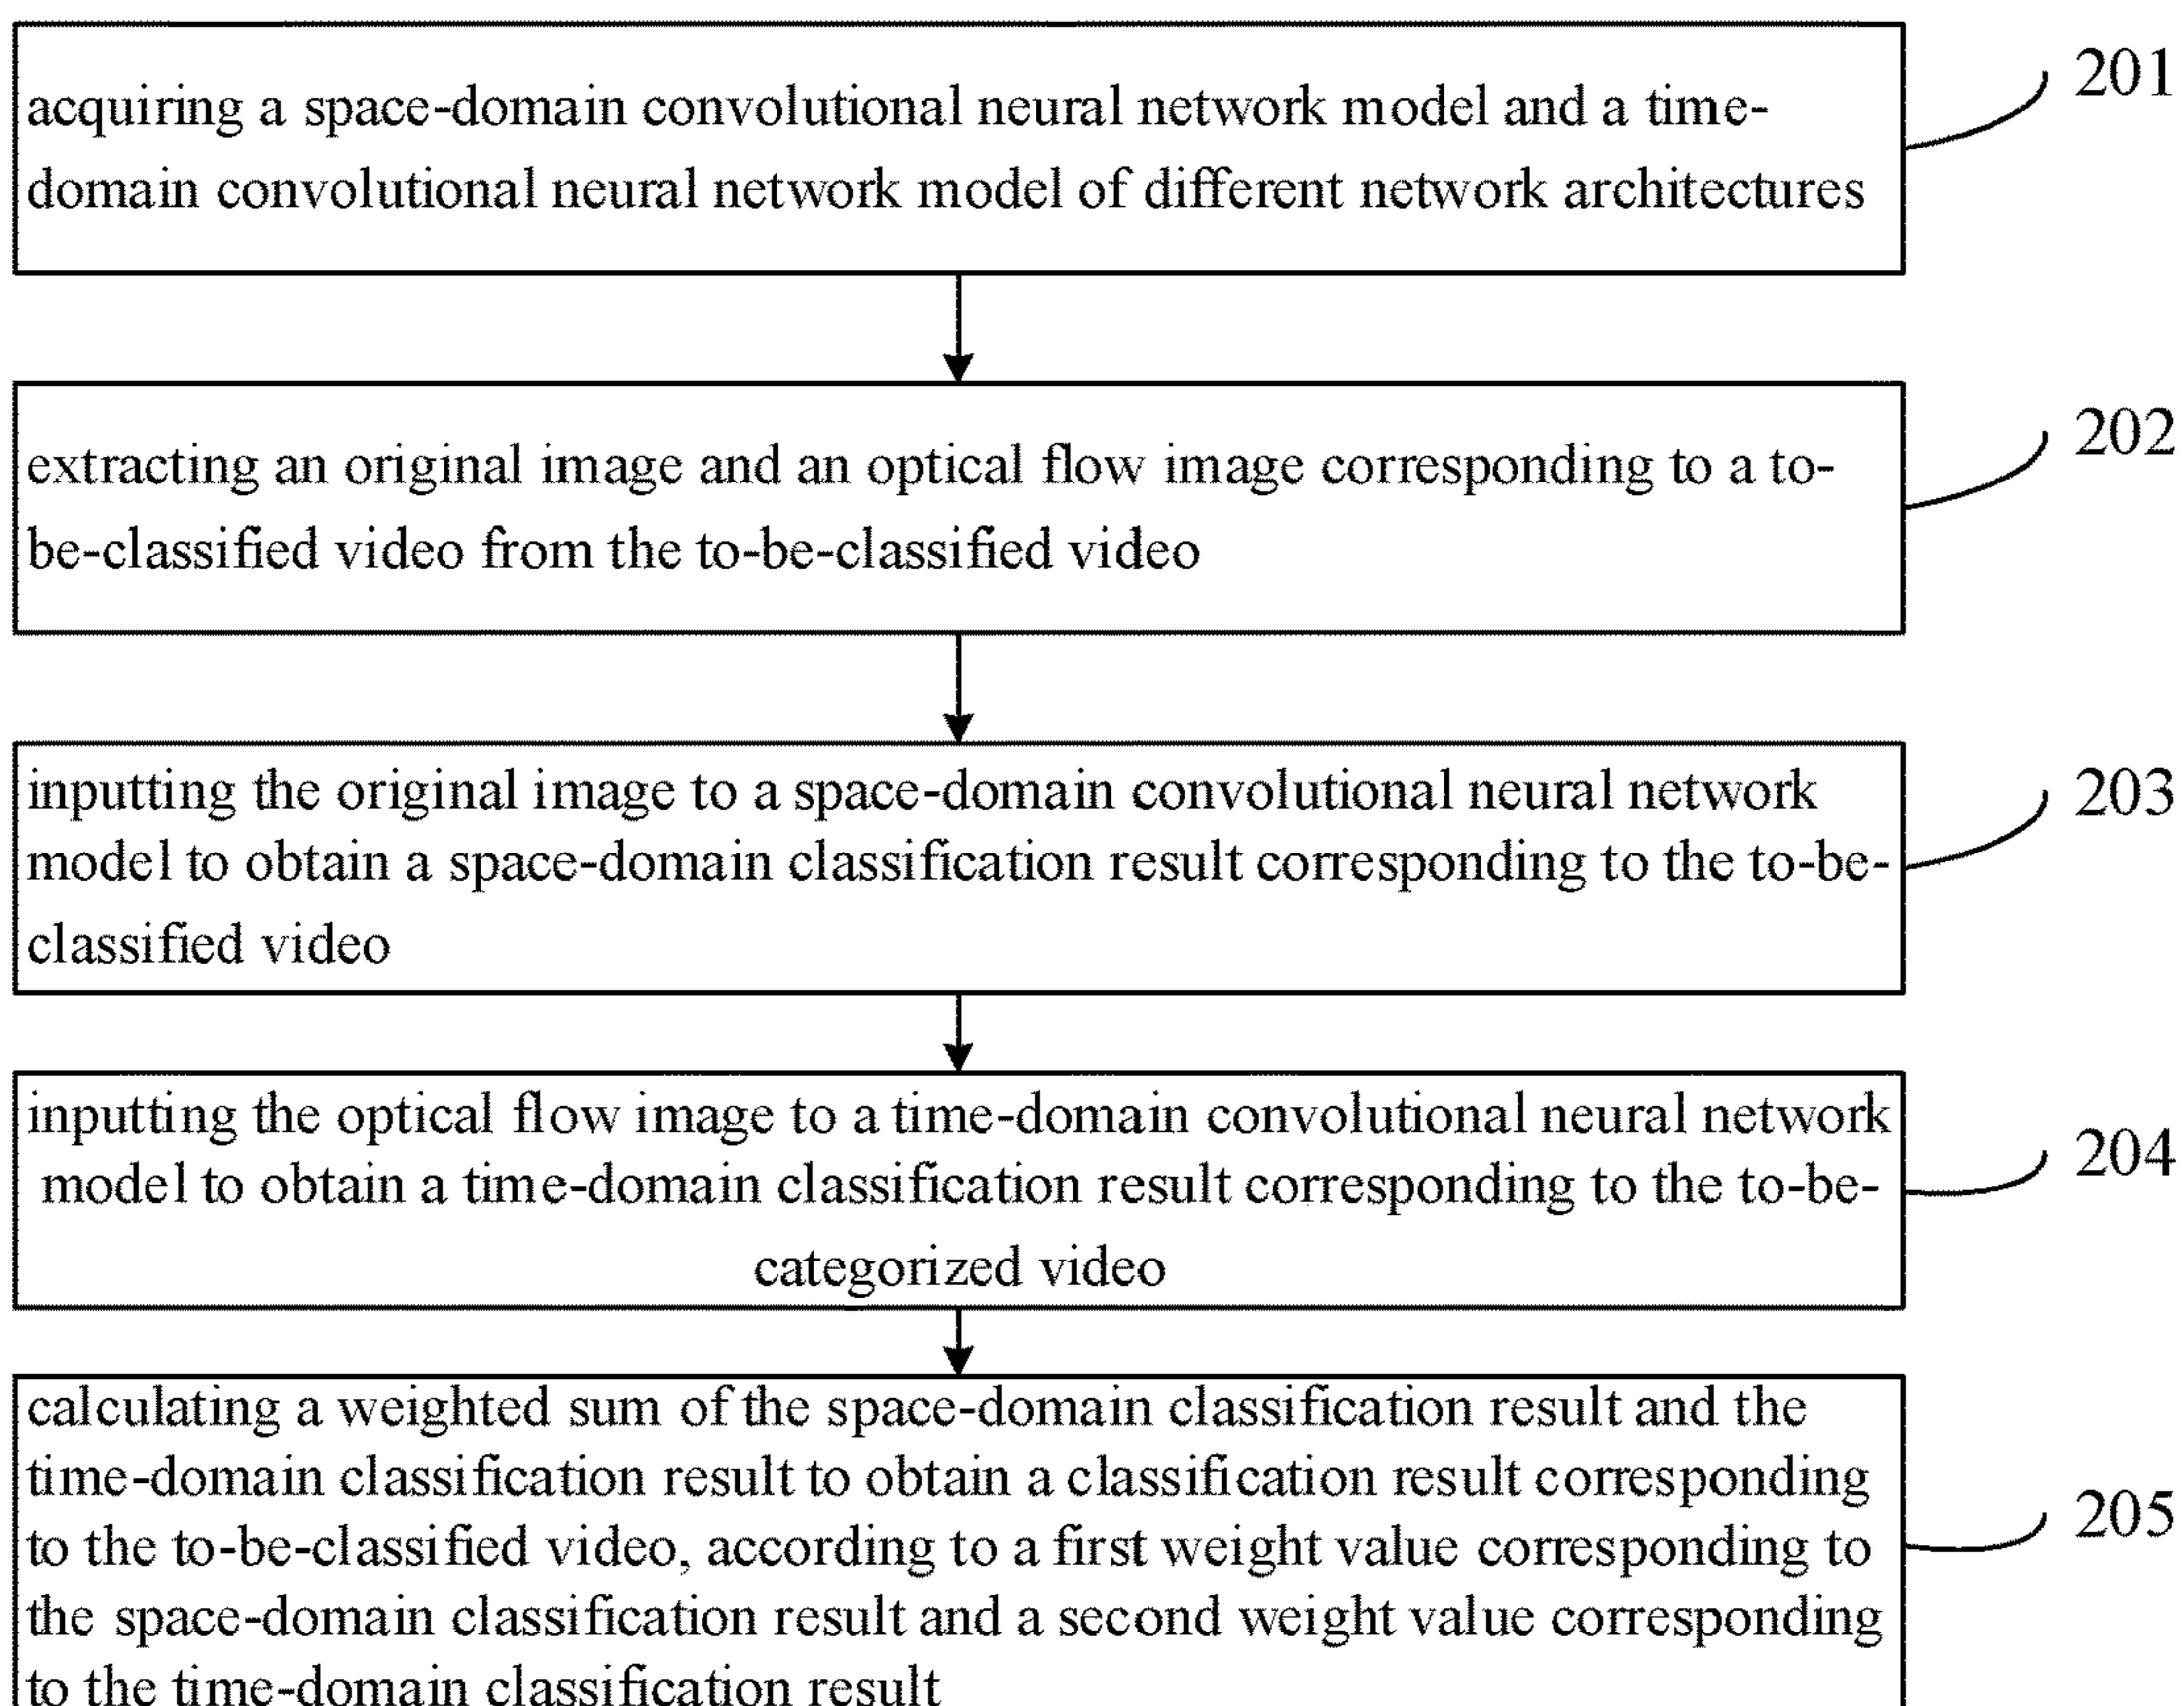 acquiring a space-domain convolutional neural network model and a time-
domain convolutional neural network model of different network architectures
201
extracting an original image and an optical flow image corresponding to a to-
be-classified video from the to-be-classified video
202
inputting the original image to a space-domain convolutional neural network
model to obtain a space-domain classification result corresponding to the to-be-
classified video
203
inputting the optical flow image to a time-domain convolutional neural network
model to obtain a time-domain classification result corresponding to the to-be-
categorized video
204
calculating a weighted sum of the space-domain classification result and the
time-domain classification result to obtain a classification result corresponding
to the to-be-classified video, according to a first weight value corresponding to
the space-domain classification result and a second weight value corresponding
to the time-domain classification result
205